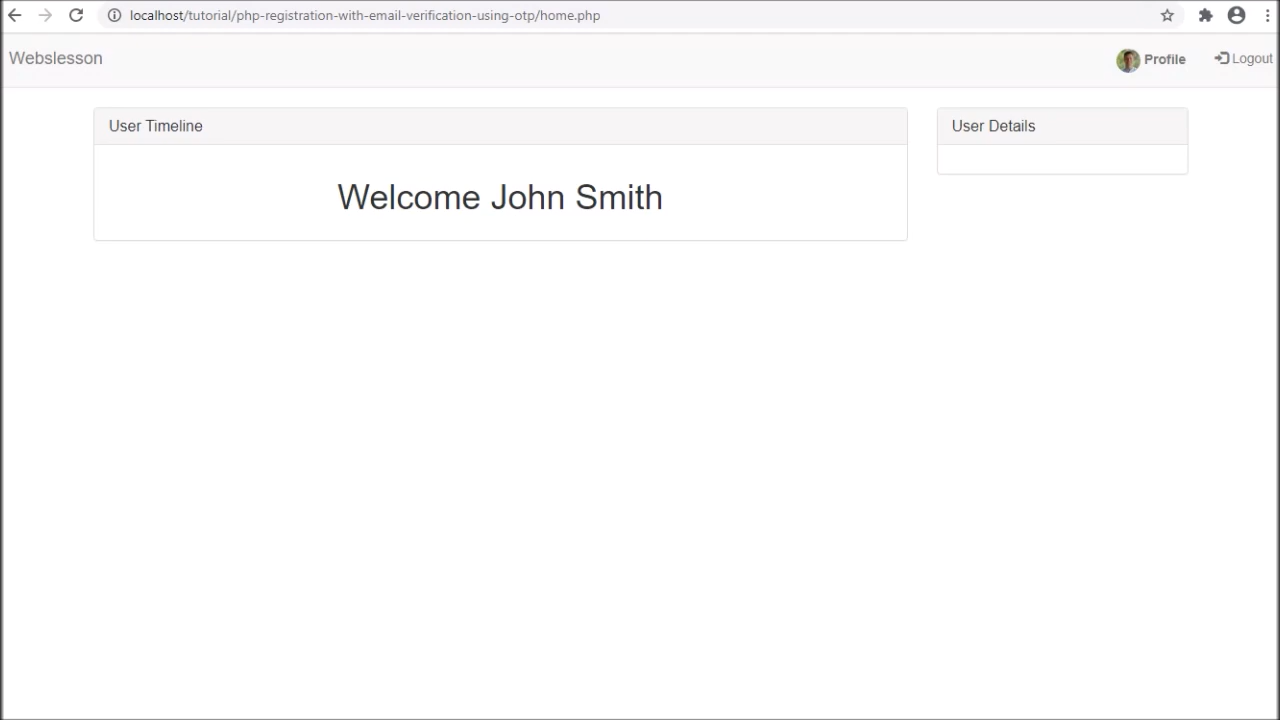 localhost/tutorial/php-registration-with-email-verification-using-otp/home.php
Webslesson
Profile
Logout
User Timeline
User Details
Welcome John Smith